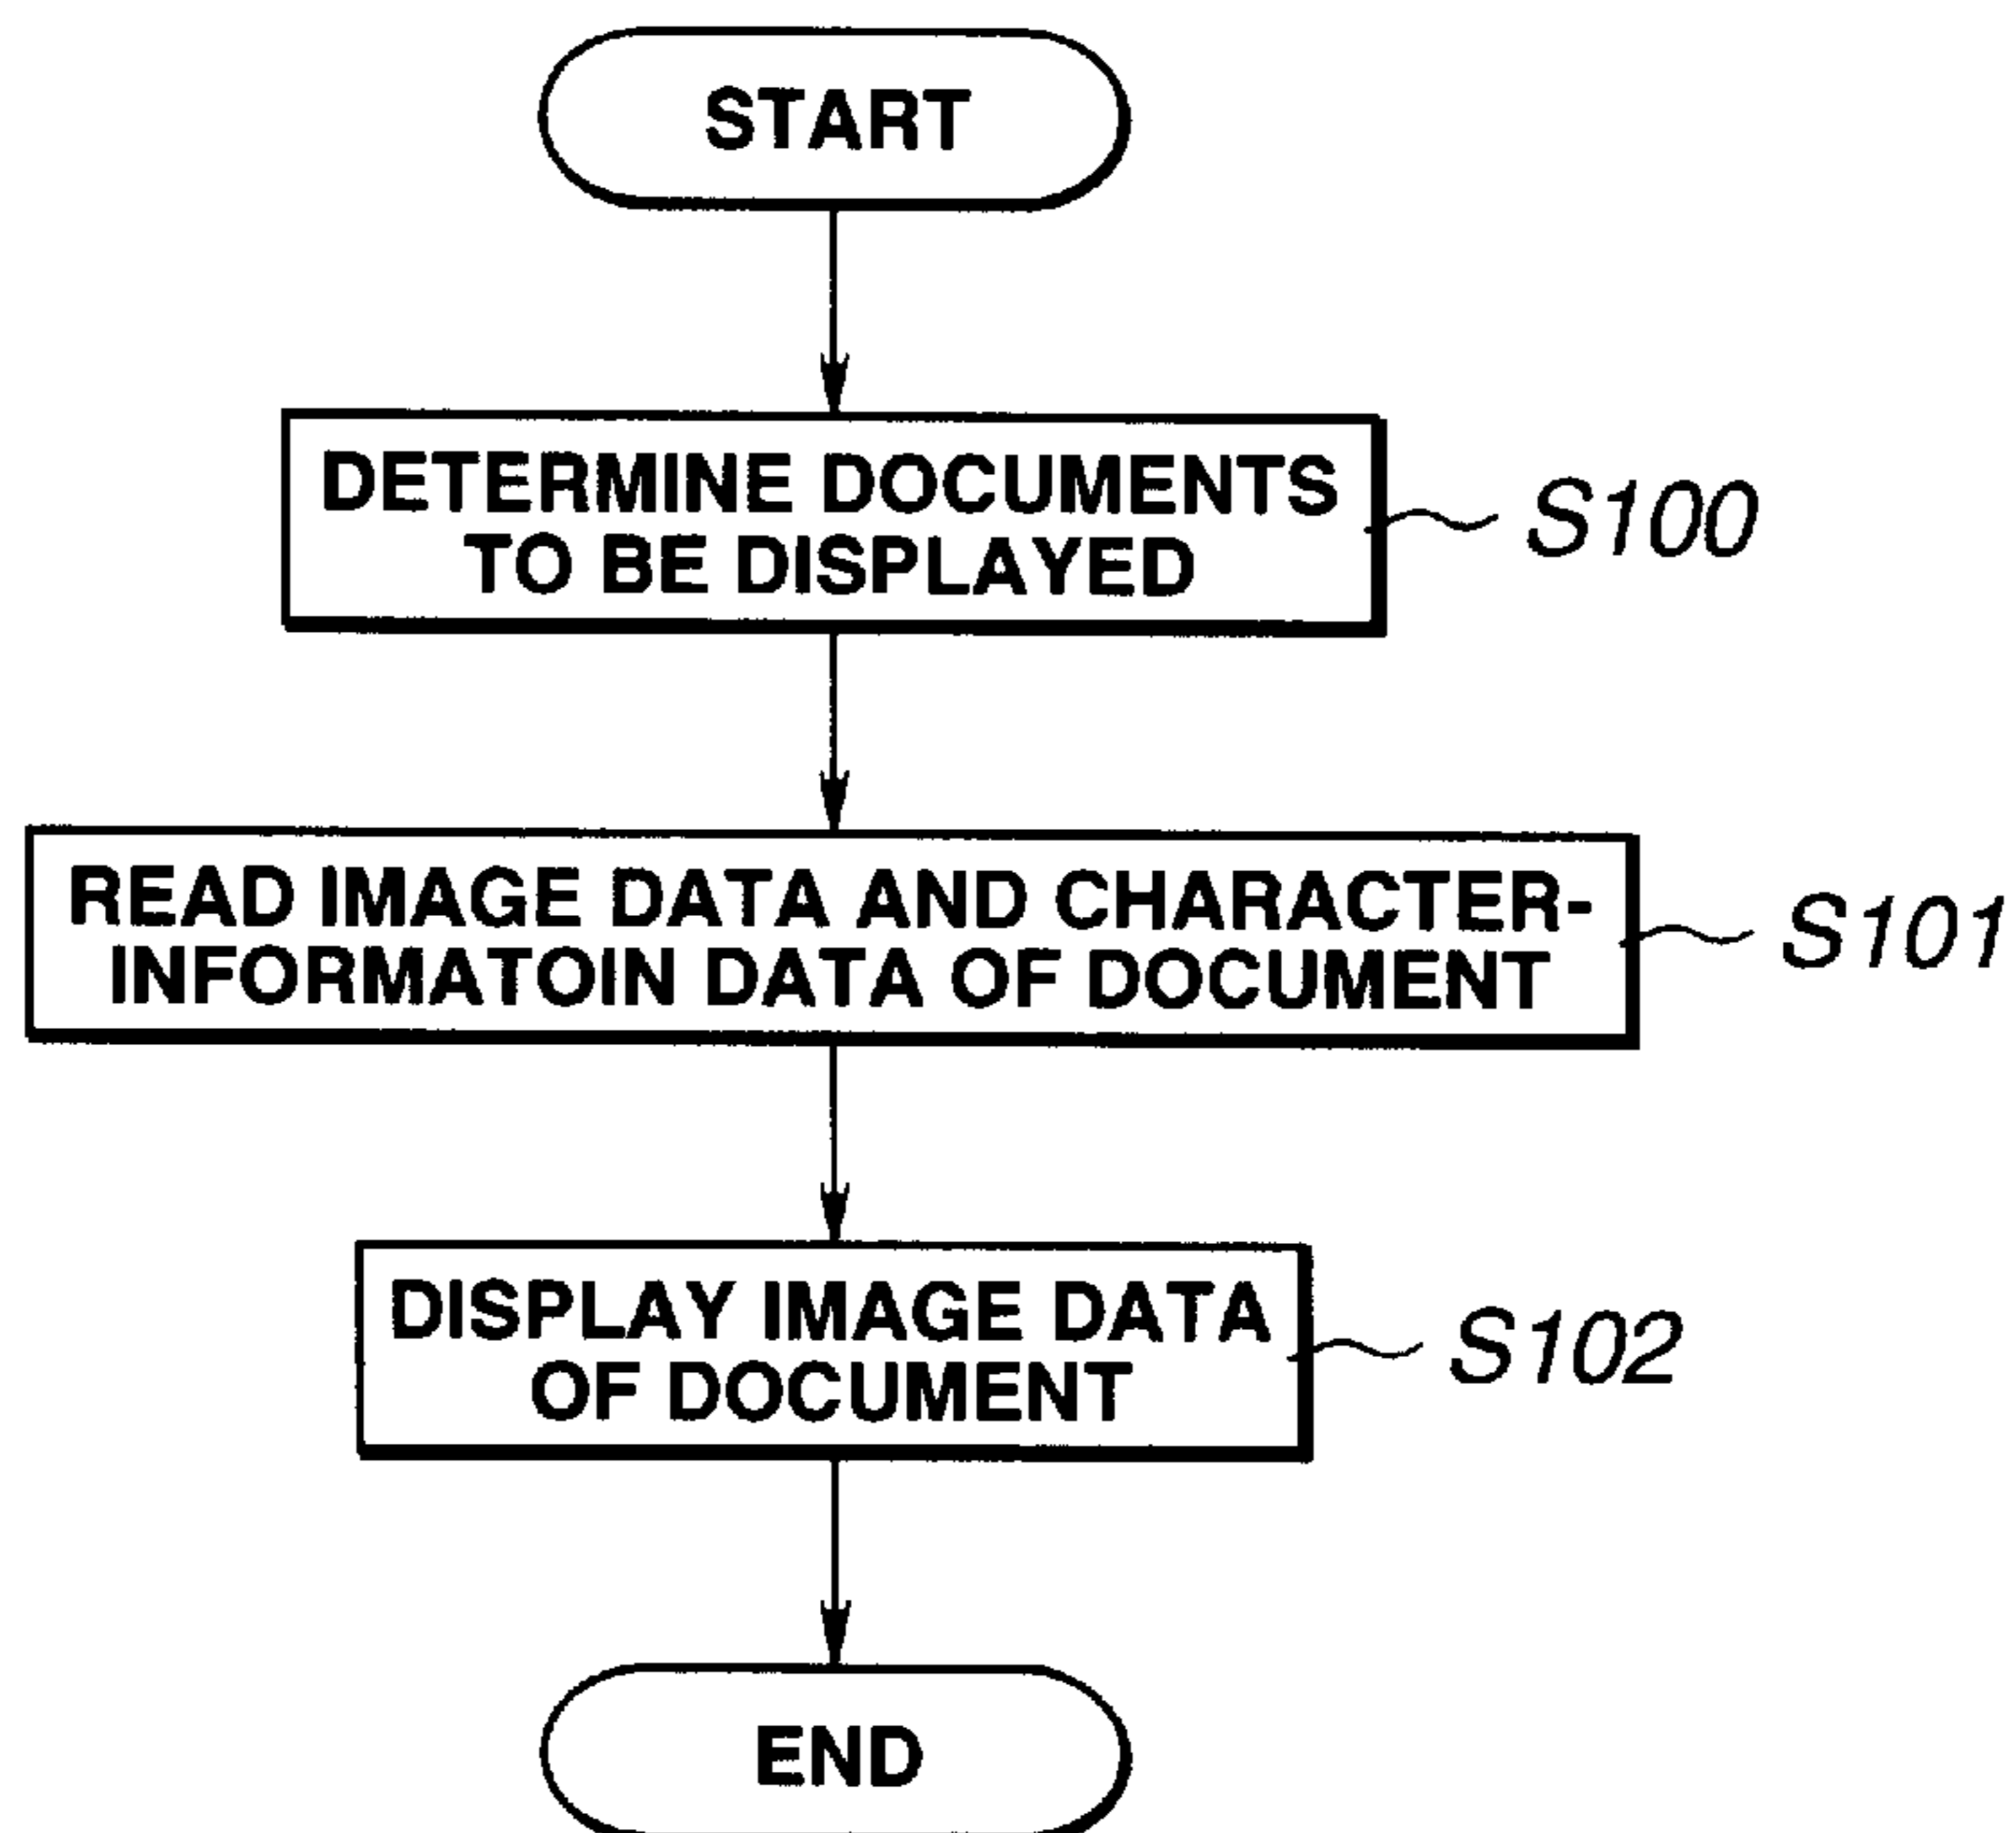 START
DETERMINE DOCUMENTS
TO BE DISPLAYED
S100
READ IMAGE DATA AND CHARACTER-
INFORMATOIN DATA OF DOCUMENT
S101
DISPLAY IMAGE DATA
OF DOCUMENT
S102
END